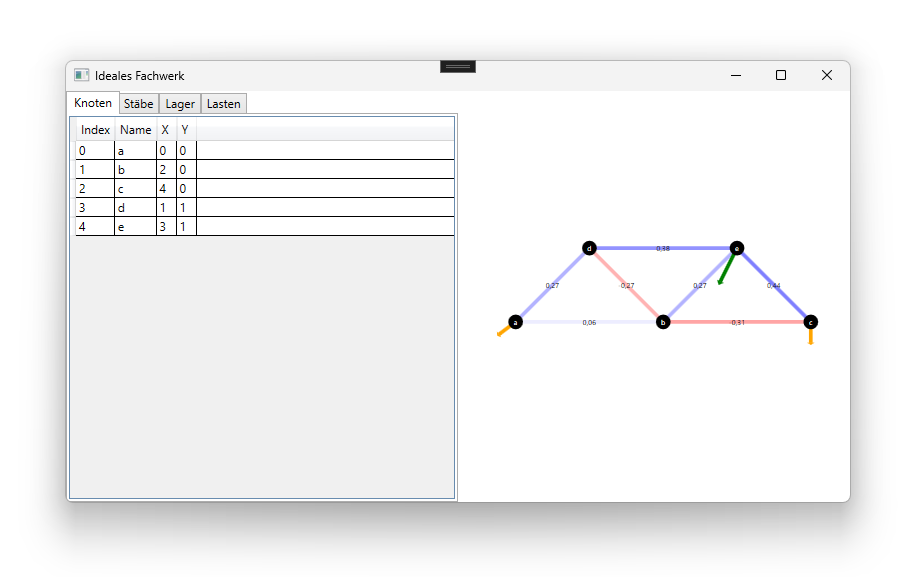 Ideales Fachwerk
Knoten Stäbe Lager Lasten
Index Name X Y
0 a 0 0
1 b 2 0
2 c 4 0
3 d 1 1
4 e 3 1
d 0,38 e
0,27 0,27 0,27 0,44
a 0,06 b 0,31 c